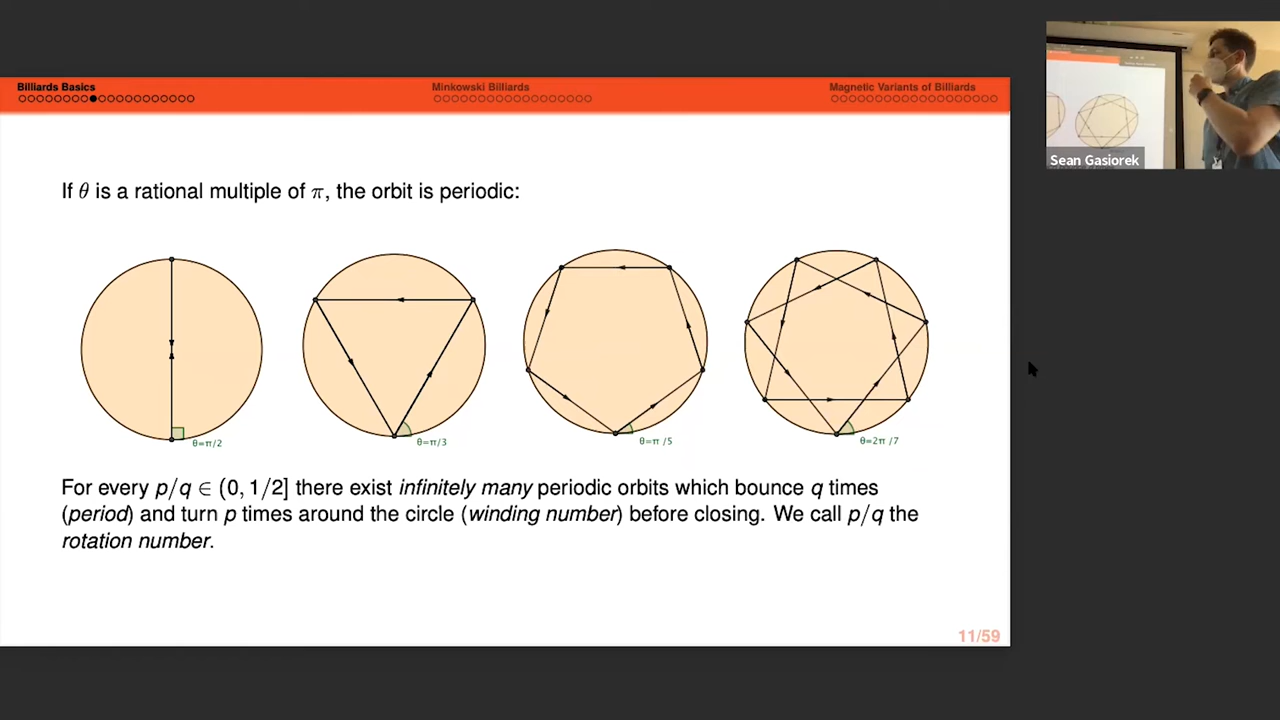 Billiards Basics
Minkowski Billiards
Magnetic Variants of Billiards
Sean Gasiorek
If θ is a rational multiple of π, the orbit is periodic:
θ=π/2
θ=π/3
θ=π /5
θ=2π /7
For every p/q ∈ (0, 1/2] there exist infinitely many periodic orbits which bounce q times
(period) and turn p times around the circle (winding number) before closing. We call p/q the
rotation number.
11/59